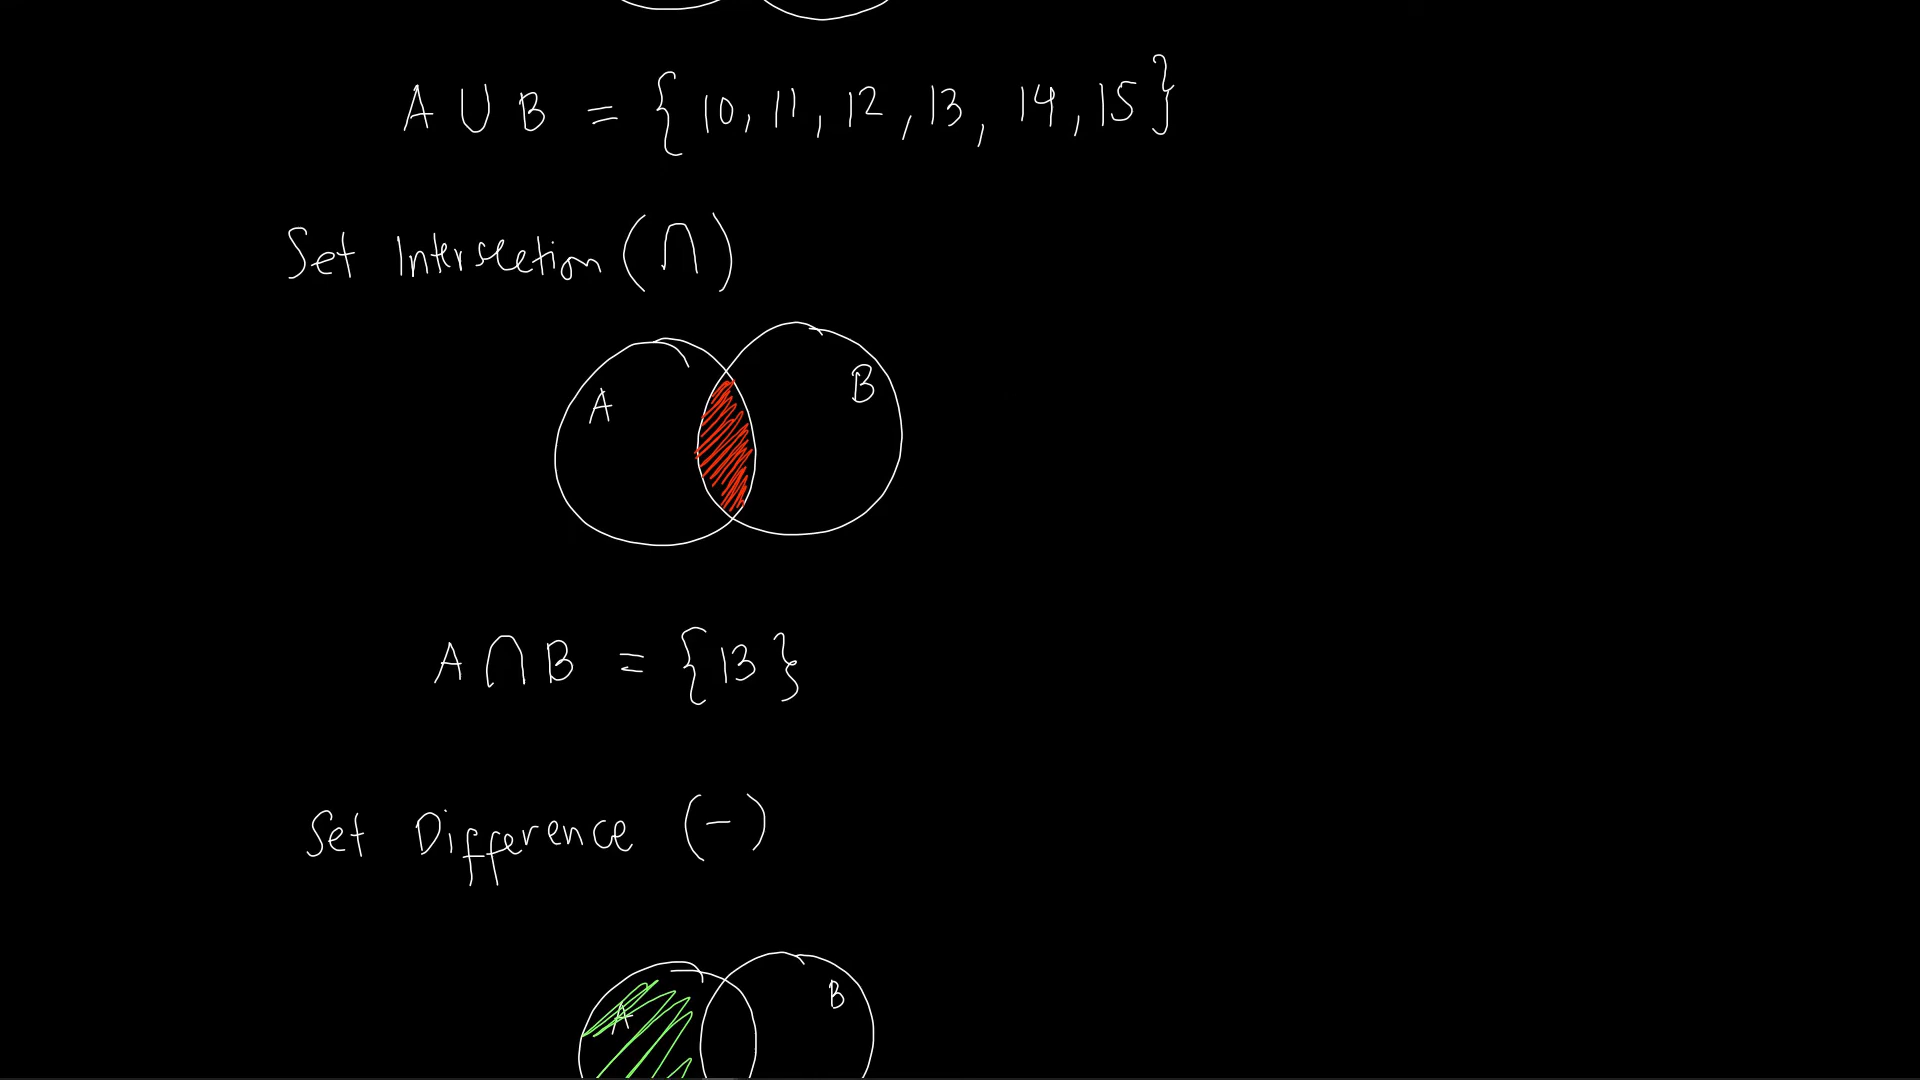 A ∪ B = {10, 11, 12, 13, 14, 15}
Set Intersection (∩)
A B
A ∩ B = {13}
Set Difference (-)
A B